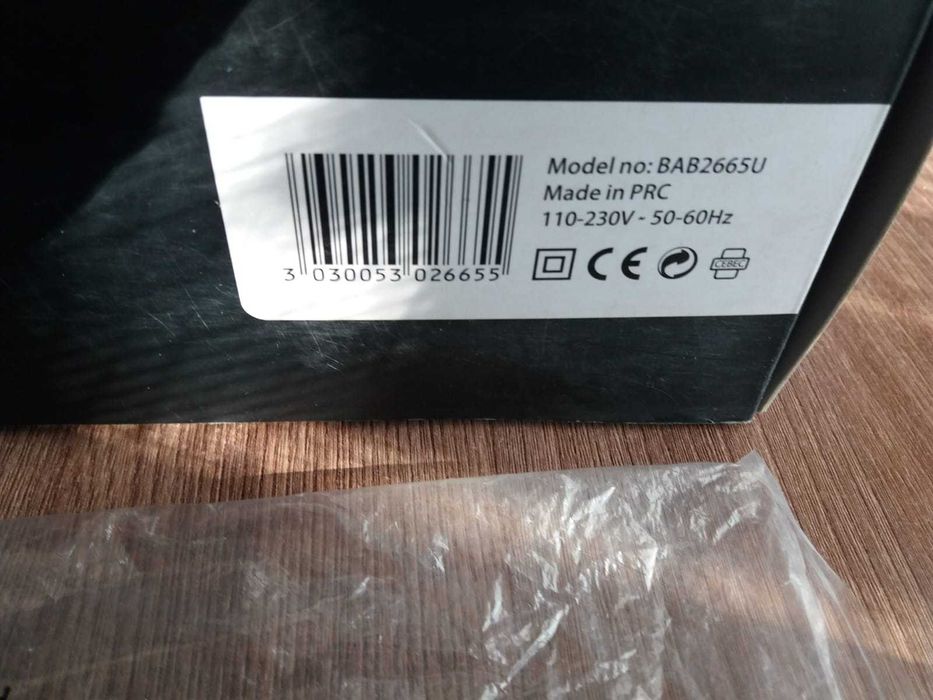 Model no: BAB2665U
Made in PRC
110-230V ~ 50-60Hz
3 030053 026655
CE
CEBEC